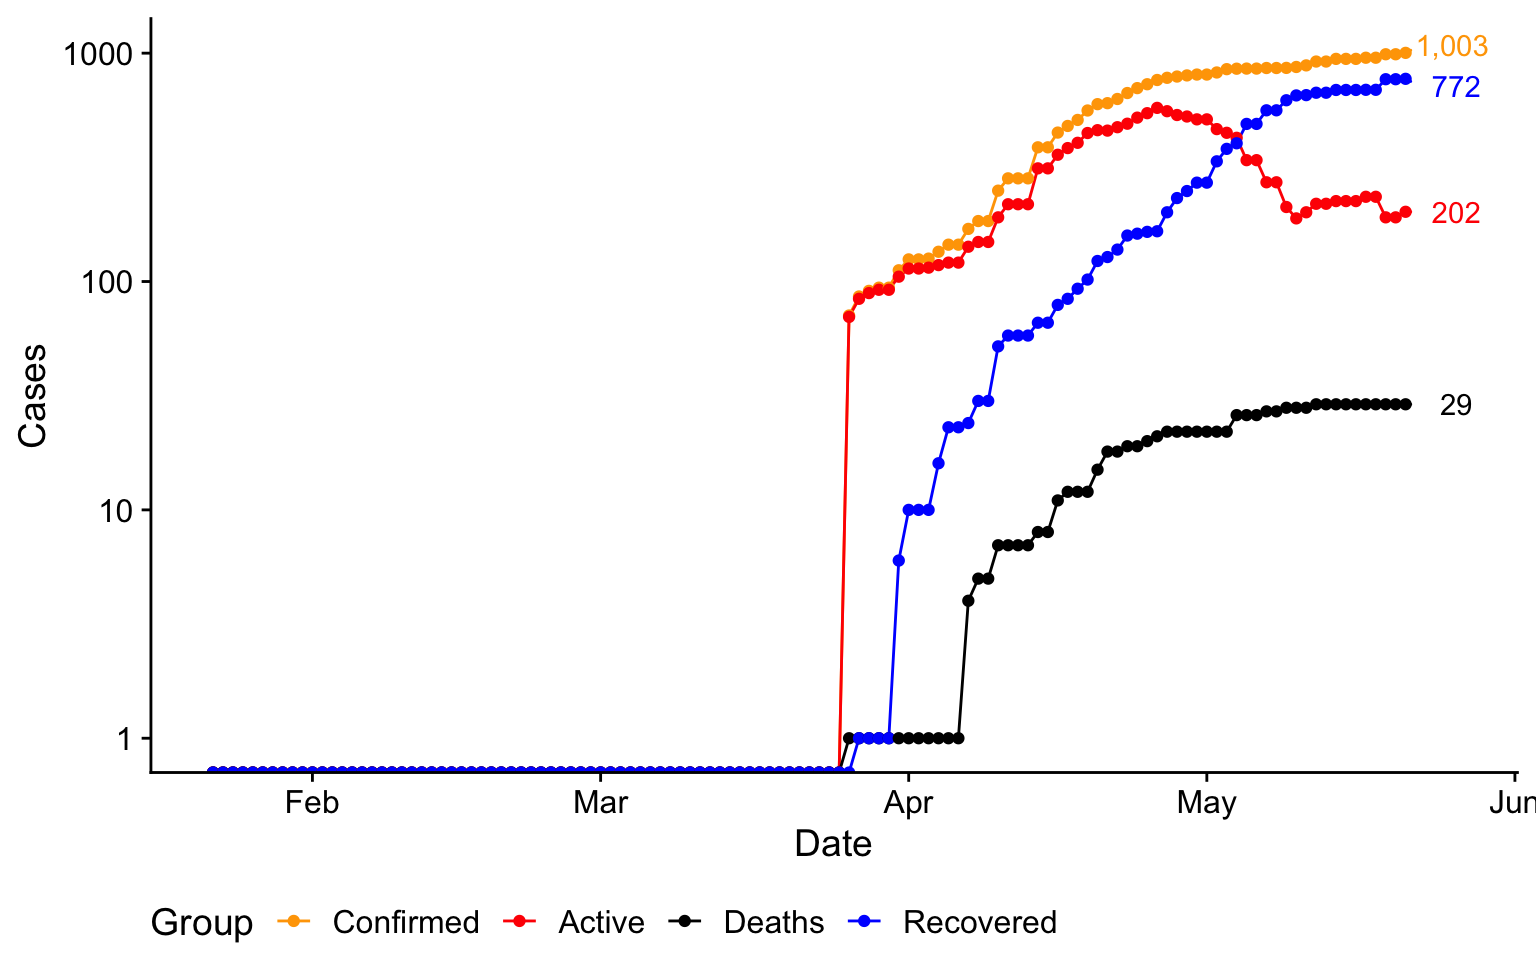 1000
100
10
1
Cases
1,003
772
202
29
Feb Mar Apr May Jun
Date
Group Confirmed Active Deaths Recovered